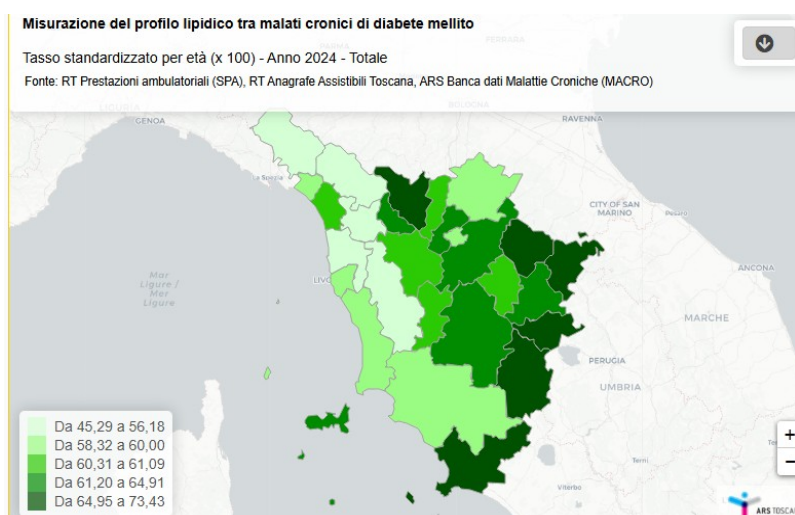 Misurazione del profilo lipidico tra malati cronici di diabete mellito
Tasso standardizzato per età (x 100) - Anno 2024 - Totale
Fonte: RT Prestazioni ambulatoriali (SPA), RT Anagrafe Assistibili Toscana, ARS Banca dati Malattie Croniche (MACRO)
PARMA
FERRARA
LIGURIA
GENOA
BOLOGNA
RAVENNA
La Spezia
CITY OF SAN
MARINO
Pesaro
Mar
Ligure /
Mer
Ligure
LIVO
ANCONA
MARCHE
PERUGIA
UMBRIA
Terni
Viterbo
Da 45,29 a 56,18
Da 58,32 a 60,00
Da 60,31 a 61,09
Da 61,20 a 64,91
Da 64,95 a 73,43
+
−
ARS TOSCAN